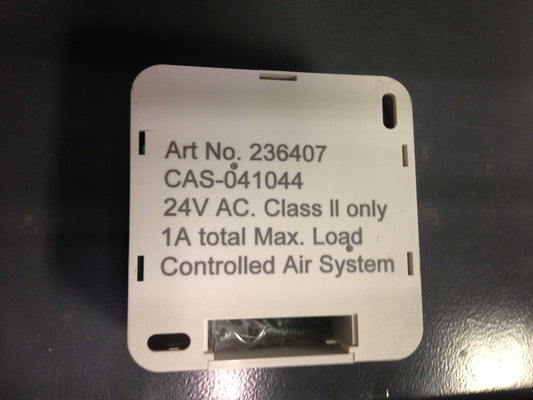 Art No. 236407
CAS-041044
24V AC. Class II only
1A total Max. Load
Controlled Air System